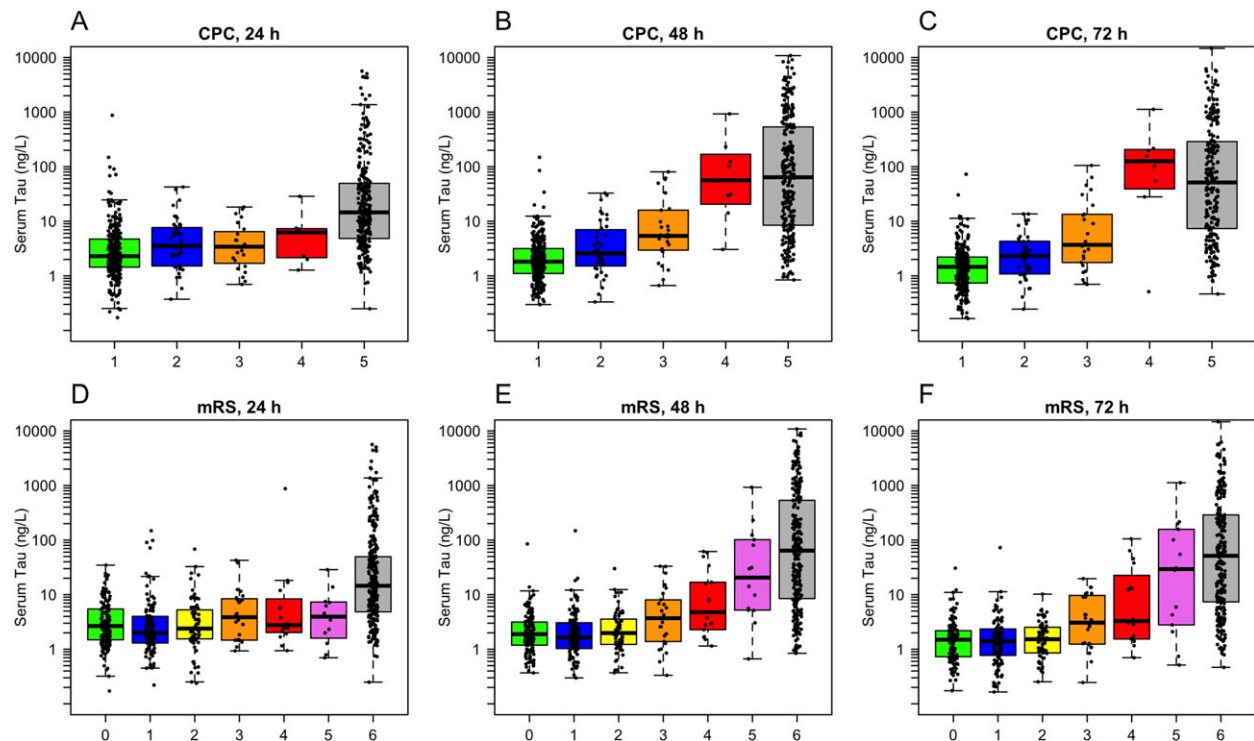 A
CPC, 24 h
Serum Tau (ng/L)
10000
1000
100
10
1
1 2 3 4 5
B
CPC, 48 h
Serum Tau (ng/L)
10000
1000
100
10
1
1 2 3 4 5
C
CPC, 72 h
Serum Tau (ng/L)
10000
1000
100
10
1
1 2 3 4 5
D
mRS, 24 h
Serum Tau (ng/L)
10000
1000
100
10
1
0 1 2 3 4 5 6
E
mRS, 48 h
Serum Tau (ng/L)
10000
1000
100
10
1
0 1 2 3 4 5 6
F
mRS, 72 h
Serum Tau (ng/L)
10000
1000
100
10
1
0 1 2 3 4 5 6